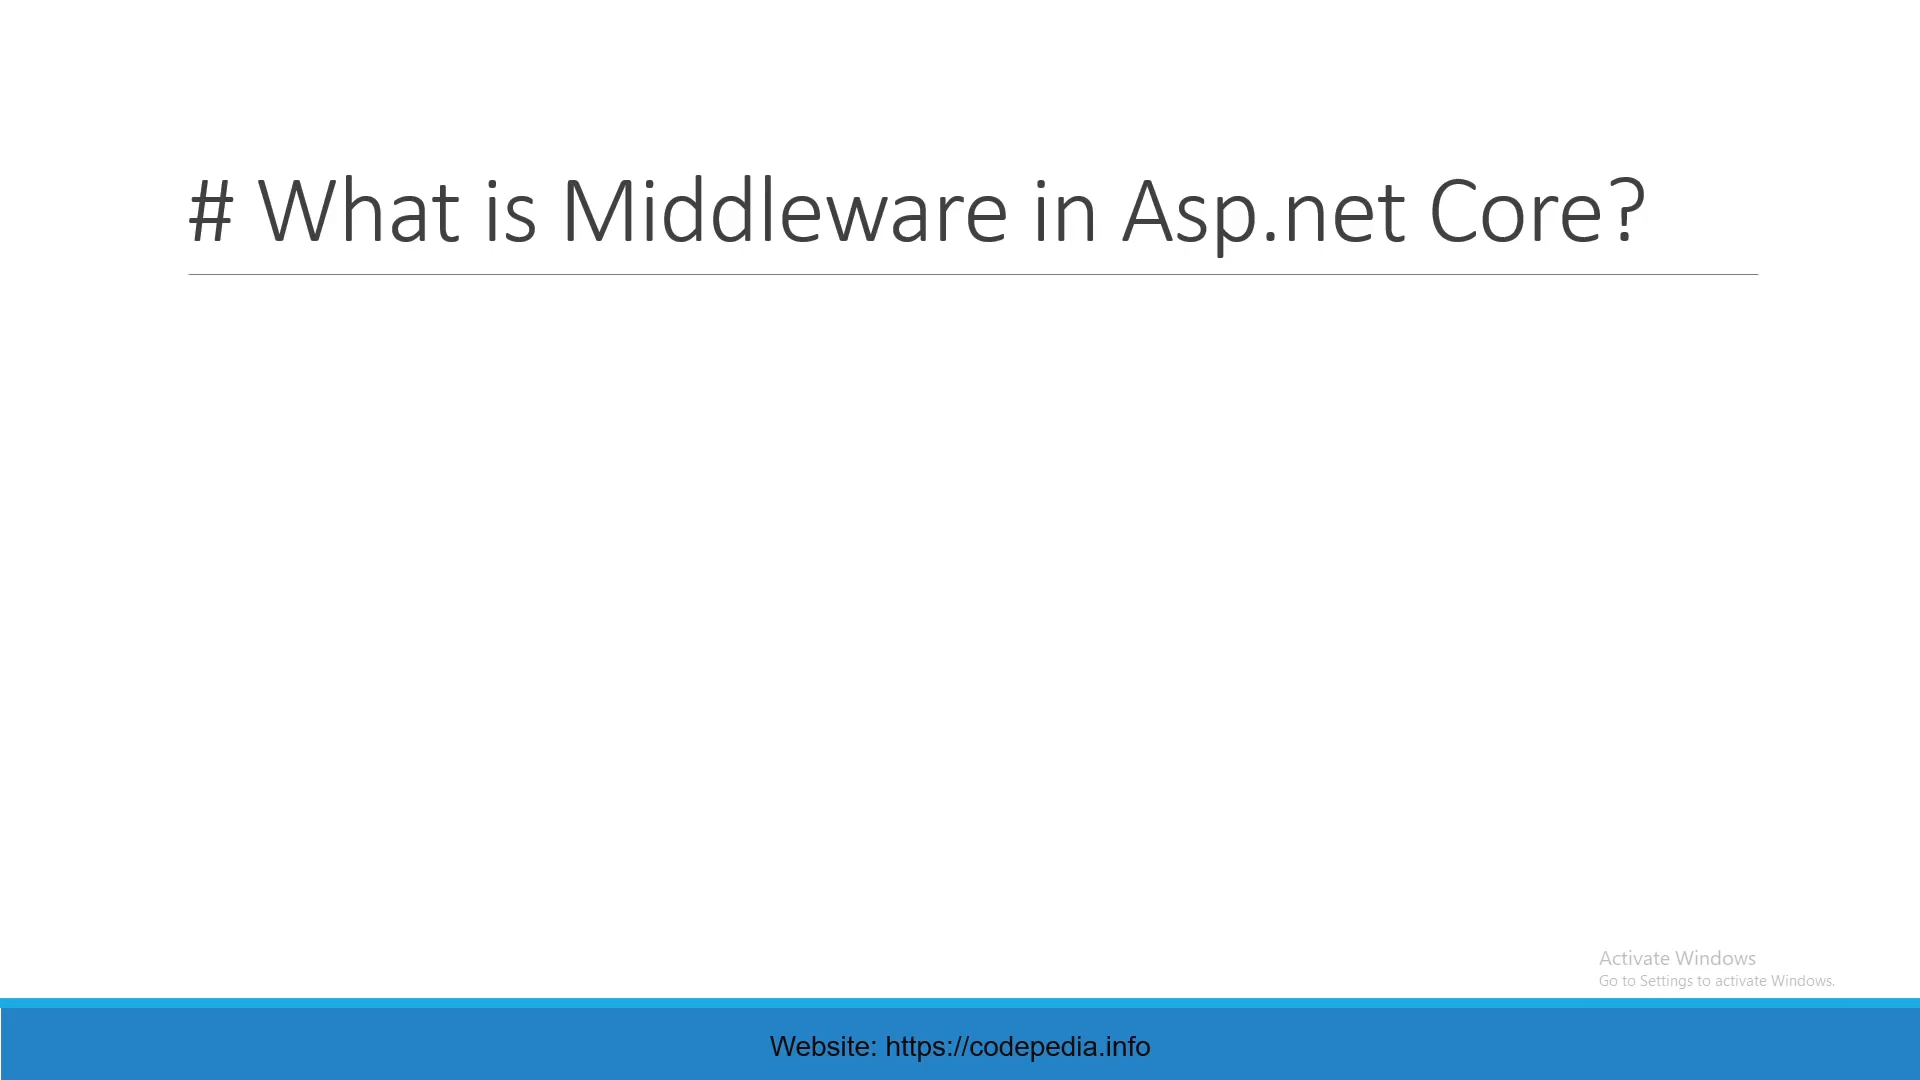 # What is Middleware in Asp.net Core?
Activate Windows
Go to Settings to activate Windows.
Website: https://codepedia.info